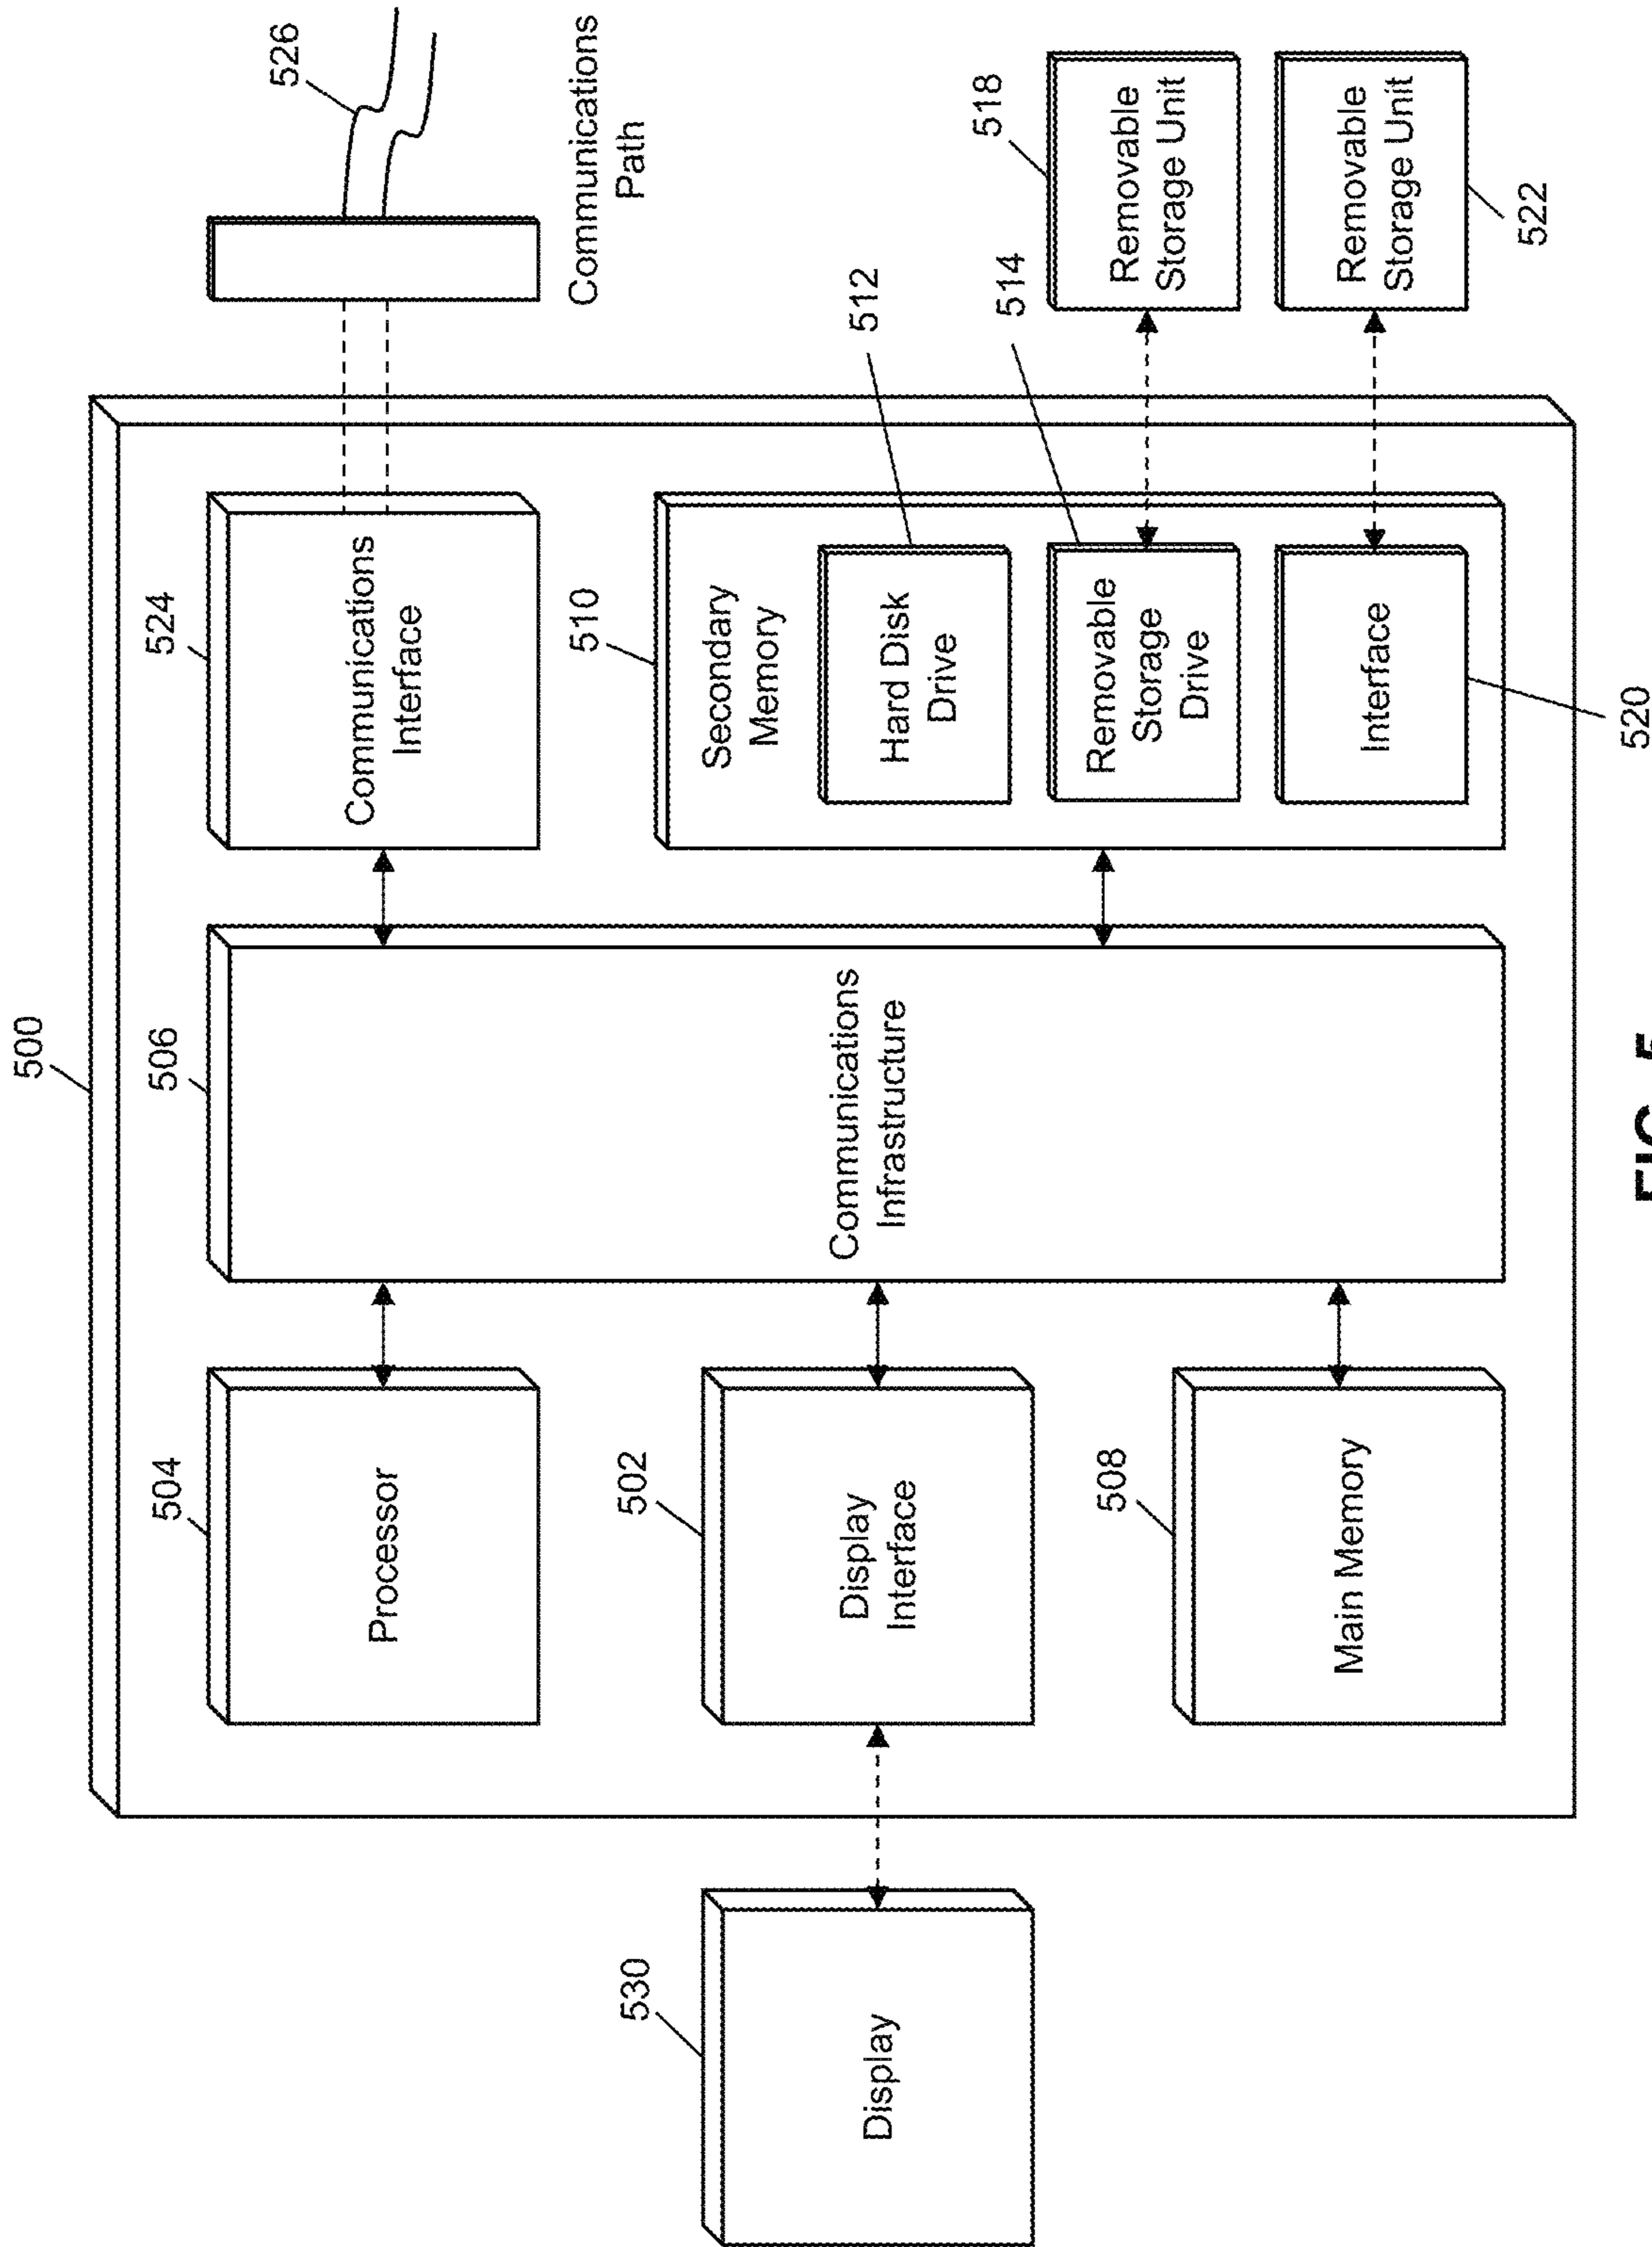 500
504
506
524
526
Processor
Communications
Interface
Communications
Path
530
502
510
Display
Display
Interface
Communications
Infrastructure
Secondary
Memory
512
Hard Disk
Drive
508
514
518
Main Memory
Removable
Storage
Drive
Removable
Storage Unit
Interface
Removable
Storage Unit
520
522
FIG. 5